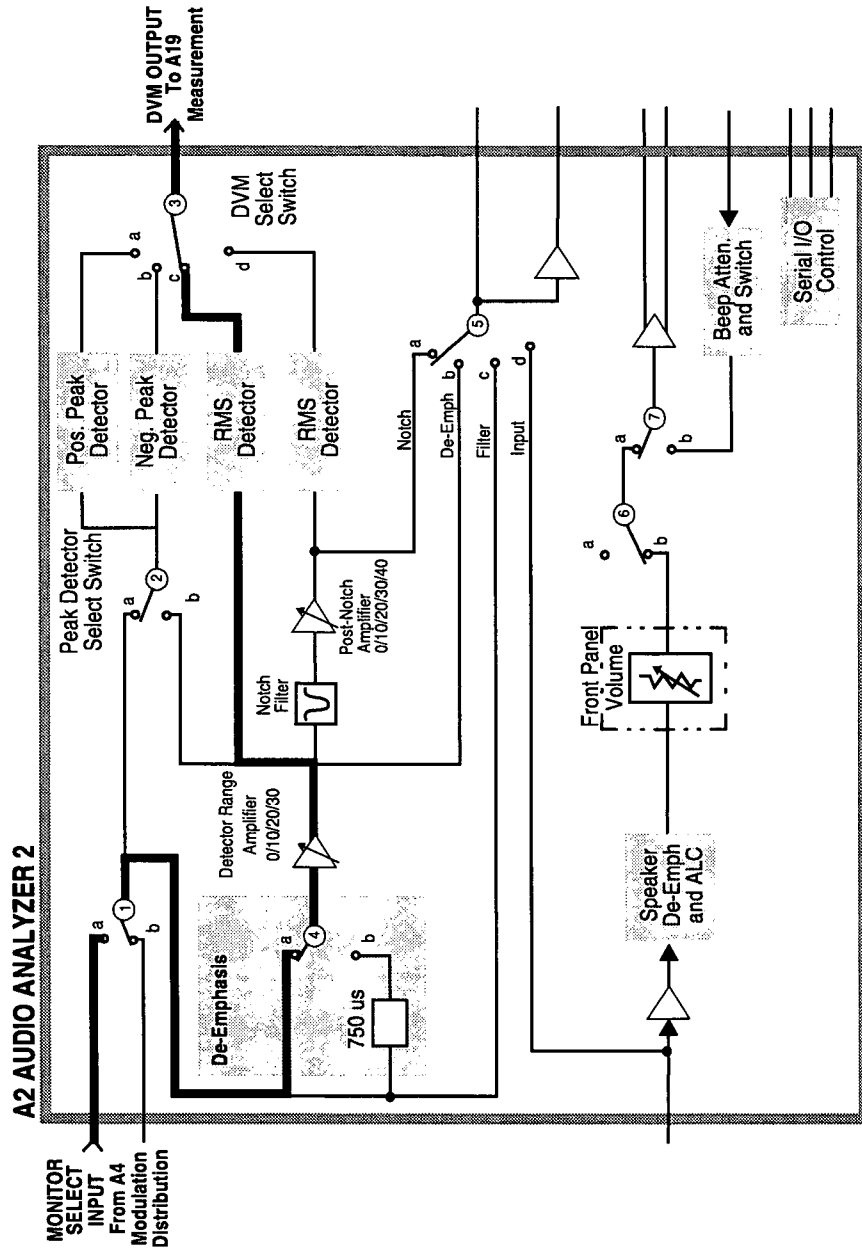 A2 AUDIO ANALYZER 2
MONITOR
SELECT
INPUT
From A4
Modulation
Distribution
a
1
b
Peak Detector
Select Switch
a
2
b
Pos. Peak
Detector
Neg. Peak
Detector
RMS
Detector
RMS
Detector
a
b
c
d
3
DVM
Select
Switch
DVM OUTPUT
To A19
Measurement
De-Emphasis
a
4
b
750 us
Detector Range
Amplifier
0/10/20/30
Notch
Filter
Post-Notch
Amplifier
0/10/20/30/40
Notch
De-Emph
Filter
Input
a
b
c
d
5
Speaker
De-Emph
and ALC
Front Panel
Volume
a
6
b
a
7
b
Beep Atten.
and Switch
Serial I/O
Control